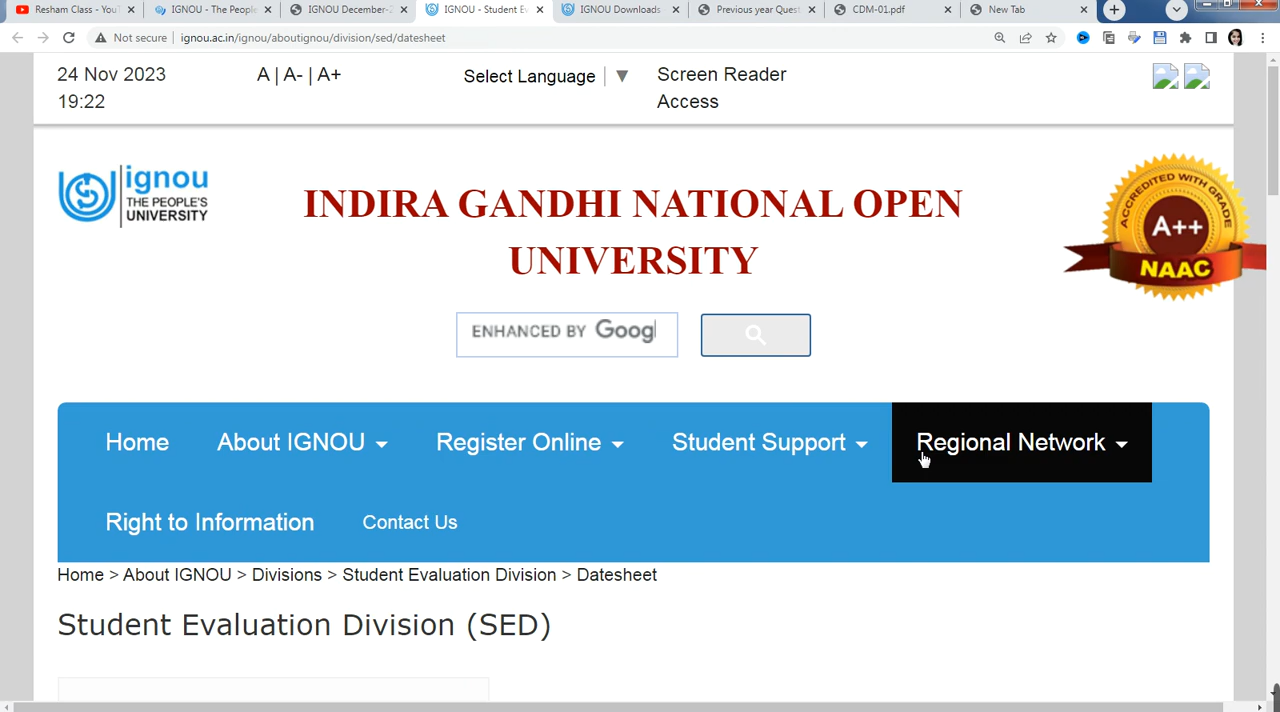 Resham Class - You
IGNOU - The People
IGNOU December-2
IGNOU - Student Ev
IGNOU Downloads
Previous year Quest
CDM-01.pdf
New Tab
Not secure ignou.ac.in/ignou/aboutignou/division/sed/datesheet
24 Nov 2023
19:22
A | A- | A+
Select Language ▼
Screen Reader
Access
ignou
THE PEOPLE'S
UNIVERSITY
INDIRA GANDHI NATIONAL OPEN
UNIVERSITY
ACCREDITED WITH GRADE
A++
NAAC
ENHANCED BY Goog
Home About IGNOU Register Online Student Support Regional Network
Right to Information Contact Us
Home > About IGNOU > Divisions > Student Evaluation Division > Datesheet
Student Evaluation Division (SED)